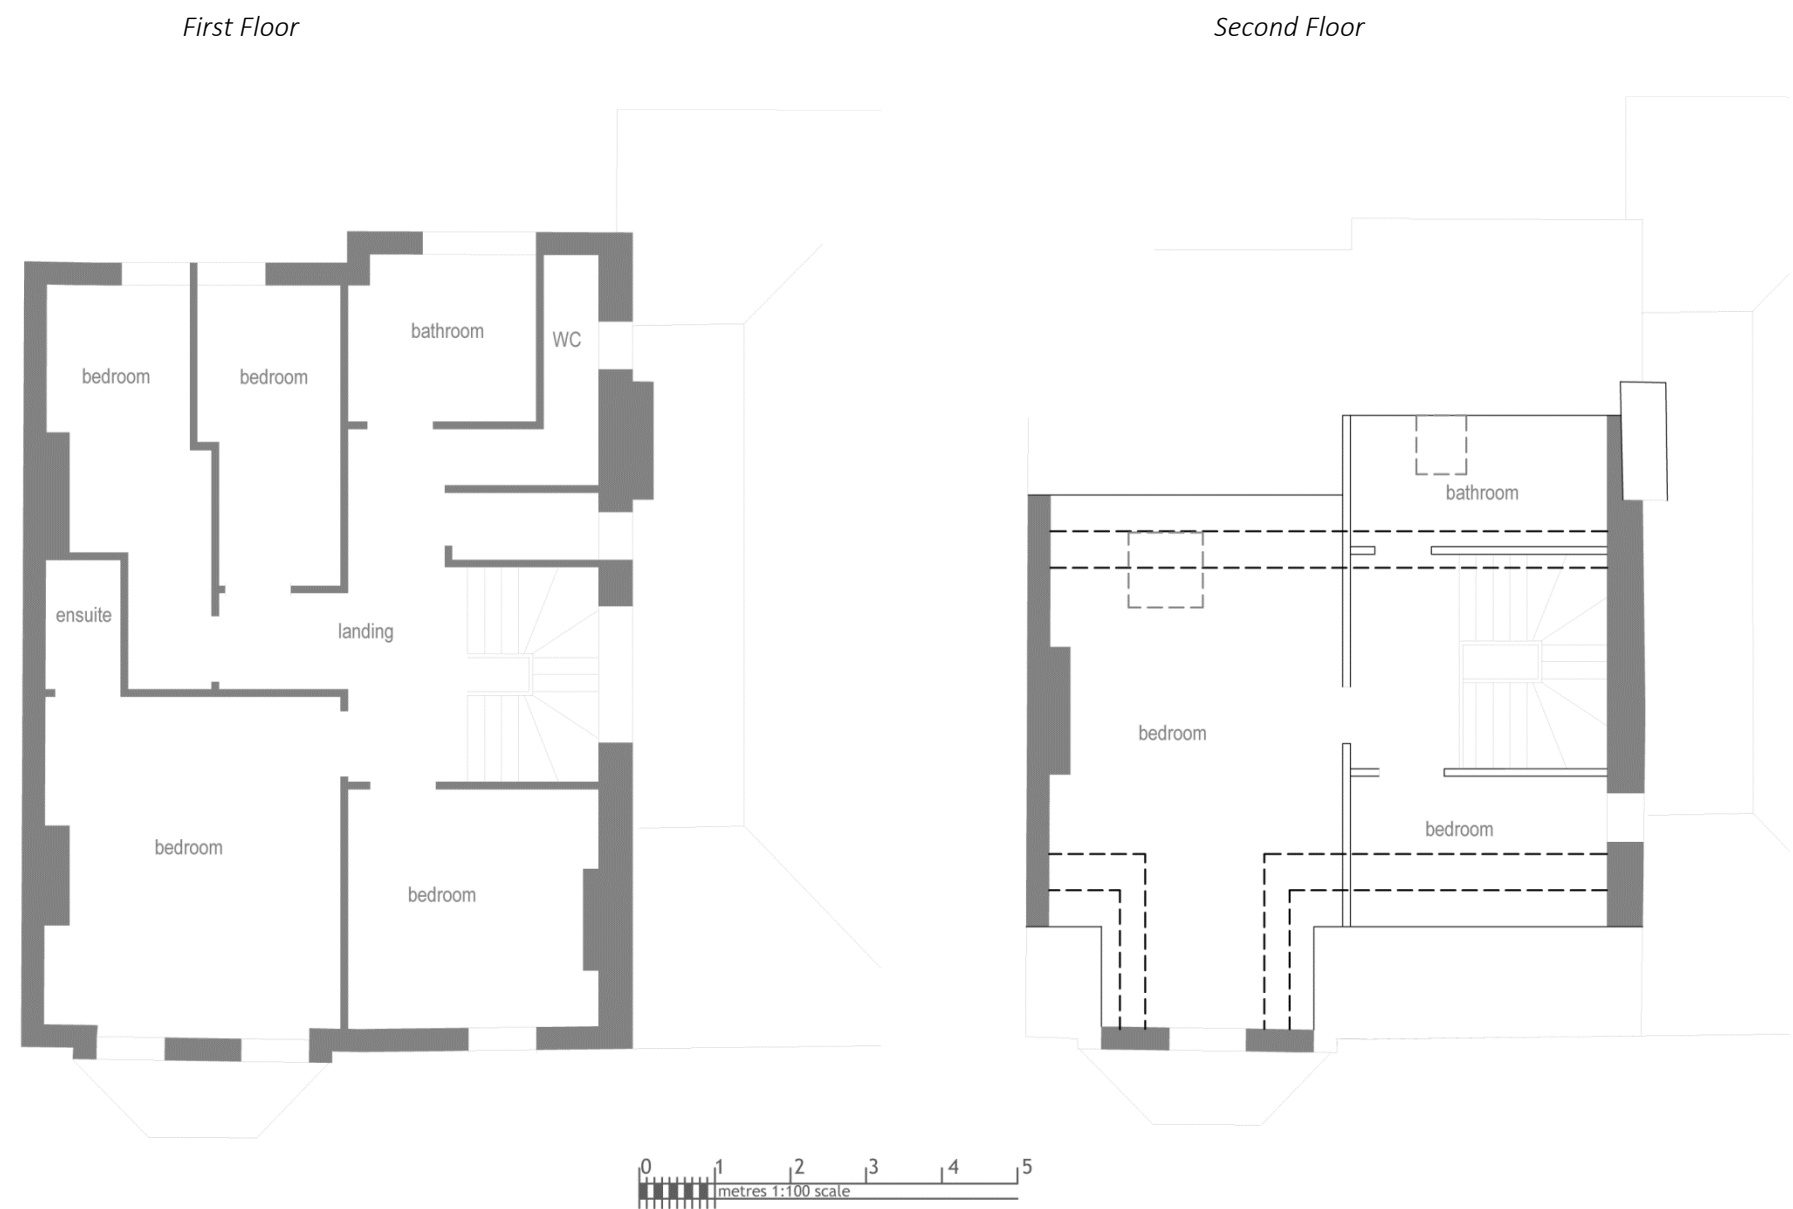 First Floor
Second Floor
bathroom
WC
bedroom
bedroom
bathroom
ensuite
landing
bedroom
bedroom
bedroom
bedroom
0 1 2 3 4 5
metres 1:100 scale